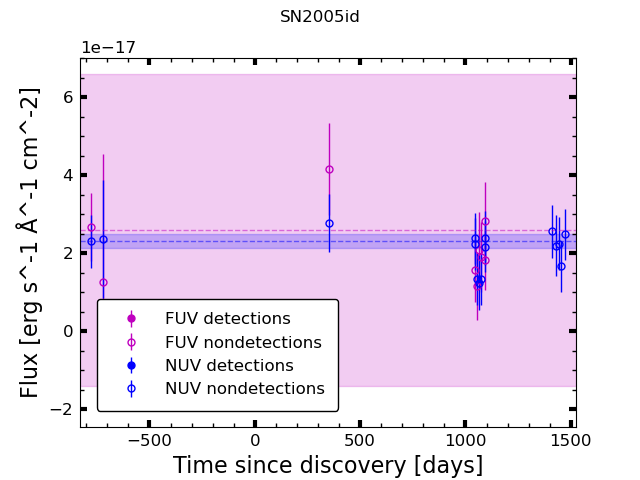 SN2005id
1e−17
6
4
2
0
−2
Flux [erg s^-1 Å^-1 cm^-2]
FUV detections
FUV nondetections
NUV detections
NUV nondetections
−500 0 500 1000 1500
Time since discovery [days]